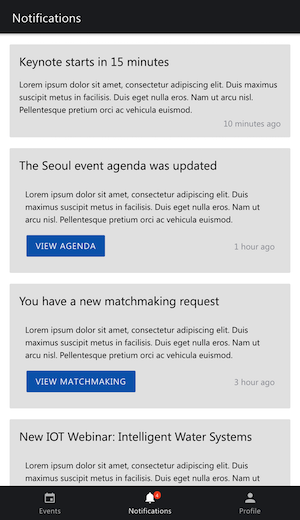 Notifications
Keynote starts in 15 minutes
Lorem ipsum dolor sit amet, consectetur adipiscing elit. Duis maximus
suscipit metus in facilisis. Duis eget nulla eros. Nam ut arcu nisl.
Pellentesque pretium orci ac vehicula euismod.
10 minutes ago
The Seoul event agenda was updated
Lorem ipsum dolor sit amet, consectetur adipiscing elit. Duis
maximus suscipit metus in facilisis. Duis eget nulla eros. Nam ut
arcu nisl. Pellentesque pretium orci ac vehicula euismod.
VIEW AGENDA
1 hour ago
You have a new matchmaking request
Lorem ipsum dolor sit amet, consectetur adipiscing elit. Duis
maximus suscipit metus in facilisis. Duis eget nulla eros. Nam ut
arcu nisl. Pellentesque pretium orci ac vehicula euismod.
VIEW MATCHMAKING
3 hour ago
New IOT Webinar: Intelligent Water Systems
Lorem ipsum dolor sit amet, consectetur adipiscing elit. Duis
maximus suscipit metus in facilisis. Duis eget nulla eros. Nam ut
Events
Notifications
Profile